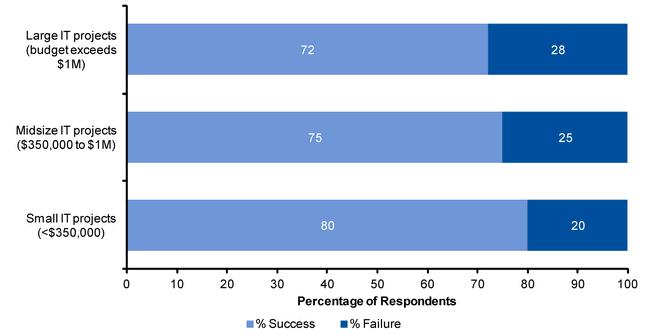 Large IT projects
(budget exceeds
$1M)
72
28
Midsize IT projects
($350,000 to $1M)
75
25
Small IT projects
(<$350,000)
80
20
0 10 20 30 40 50 60 70 80 90 100
Percentage of Respondents
% Success % Failure